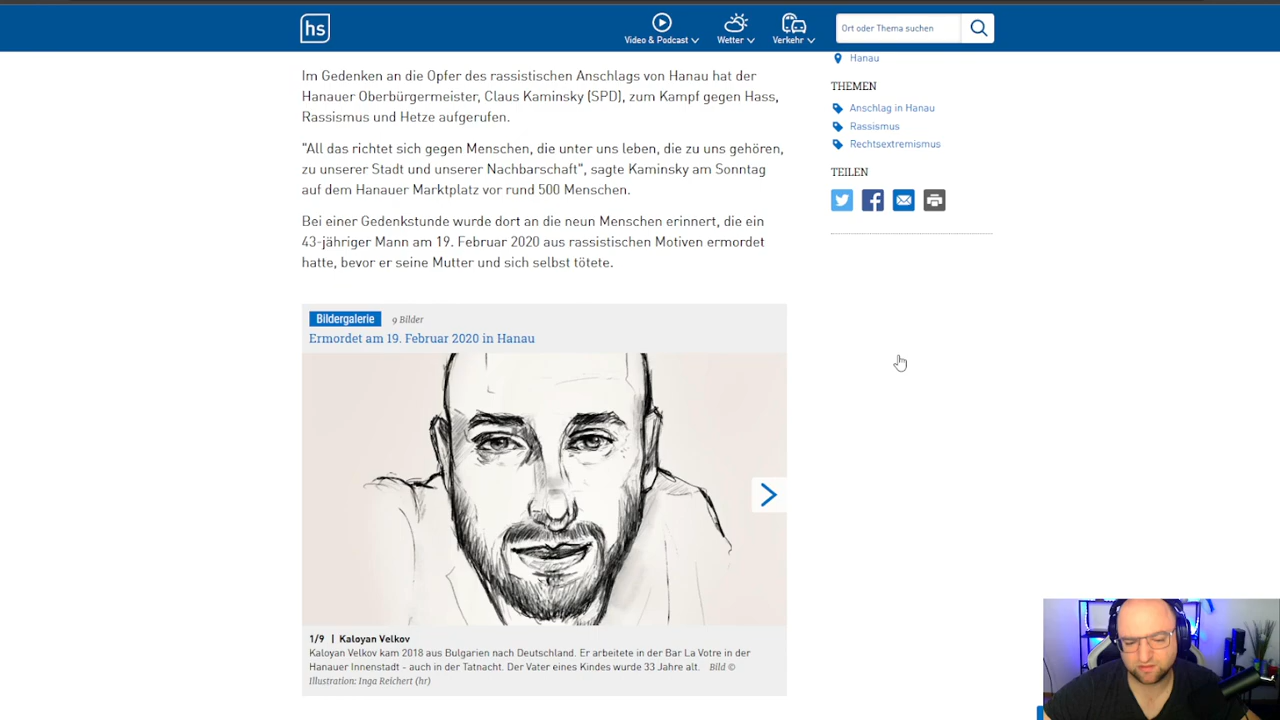 hs
Video & Podcast
Wetter
Verkehr
Ort oder Thema suchen
Im Gedenken an die Opfer des rassistischen Anschlags von Hanau hat der
Hanauer Oberbürgermeister, Claus Kaminsky (SPD), zum Kampf gegen Hass,
Rassismus und Hetze aufgerufen.
"All das richtet sich gegen Menschen, die unter uns leben, die zu uns gehören,
zu unserer Stadt und unserer Nachbarschaft", sagte Kaminsky am Sonntag
auf dem Hanauer Marktplatz vor rund 500 Menschen.
Bei einer Gedenkstunde wurde dort an die neun Menschen erinnert, die ein
43-jähriger Mann am 19. Februar 2020 aus rassistischen Motiven ermordet
hatte, bevor er seine Mutter und sich selbst tötete.
Bildergalerie 9 Bilder
Ermordet am 19. Februar 2020 in Hanau
1/9 | Kaloyan Velkov
Kaloyan Velkov kam 2018 aus Bulgarien nach Deutschland. Er arbeitete in der Bar La Votre in der
Hanauer Innenstadt - auch in der Tatnacht. Der Vater eines Kindes wurde 33 Jahre alt. Bild ©
Illustration: Inga Reichert (hr)
Hanau
THEMEN
Anschlag in Hanau
Rassismus
Rechtsextremismus
TEILEN